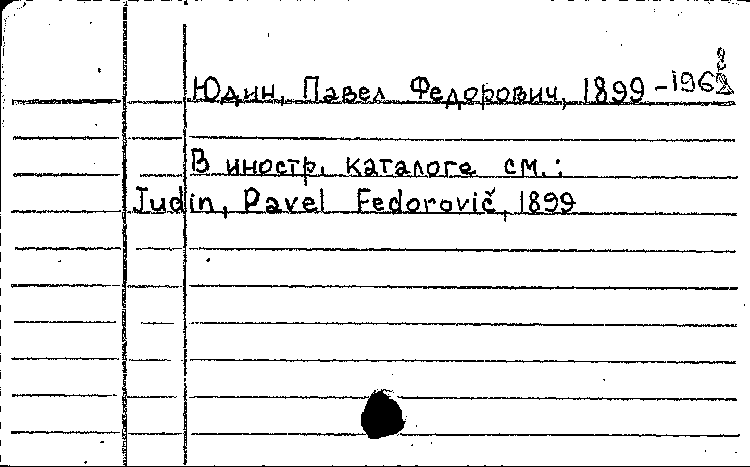 Юдин, Павел Федорович, 1899-1968
В иностр. каталоге см.:
Judin, Pavel Fedorovič, 1899